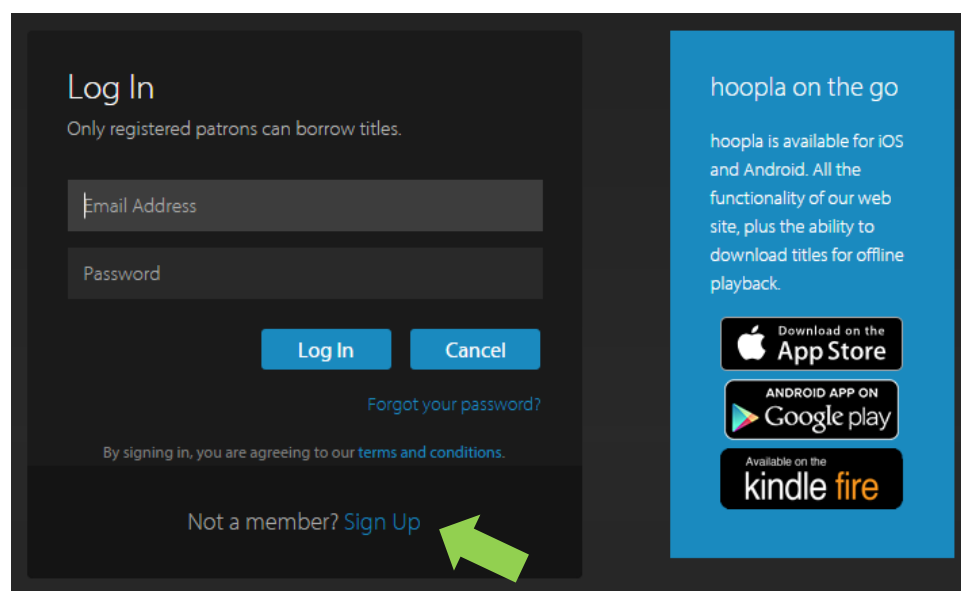 Log In
Only registered patrons can borrow titles.
Email Address
Password
Log In
Cancel
Forgot your password?
By signing in, you are agreeing to our terms and conditions.
Not a member? Sign Up
hoopla on the go
hoopla is available for iOS
and Android. All the
functionality of our web
site, plus the ability to
download titles for offline
playback.
Download on the
App Store
ANDROID APP ON
Google play
Available on the
kindle fire